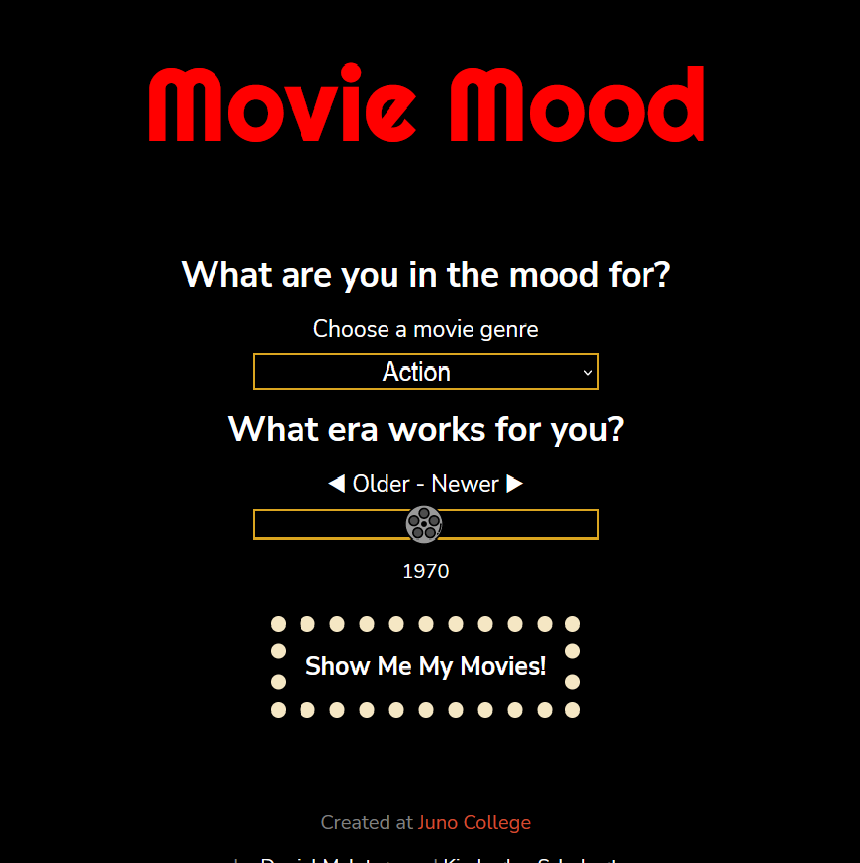 Movie Mood
What are you in the mood for?
Choose a movie genre
Action
What era works for you?
◀ Older - Newer ▶
1970
Show Me My Movies!
Created at Juno College